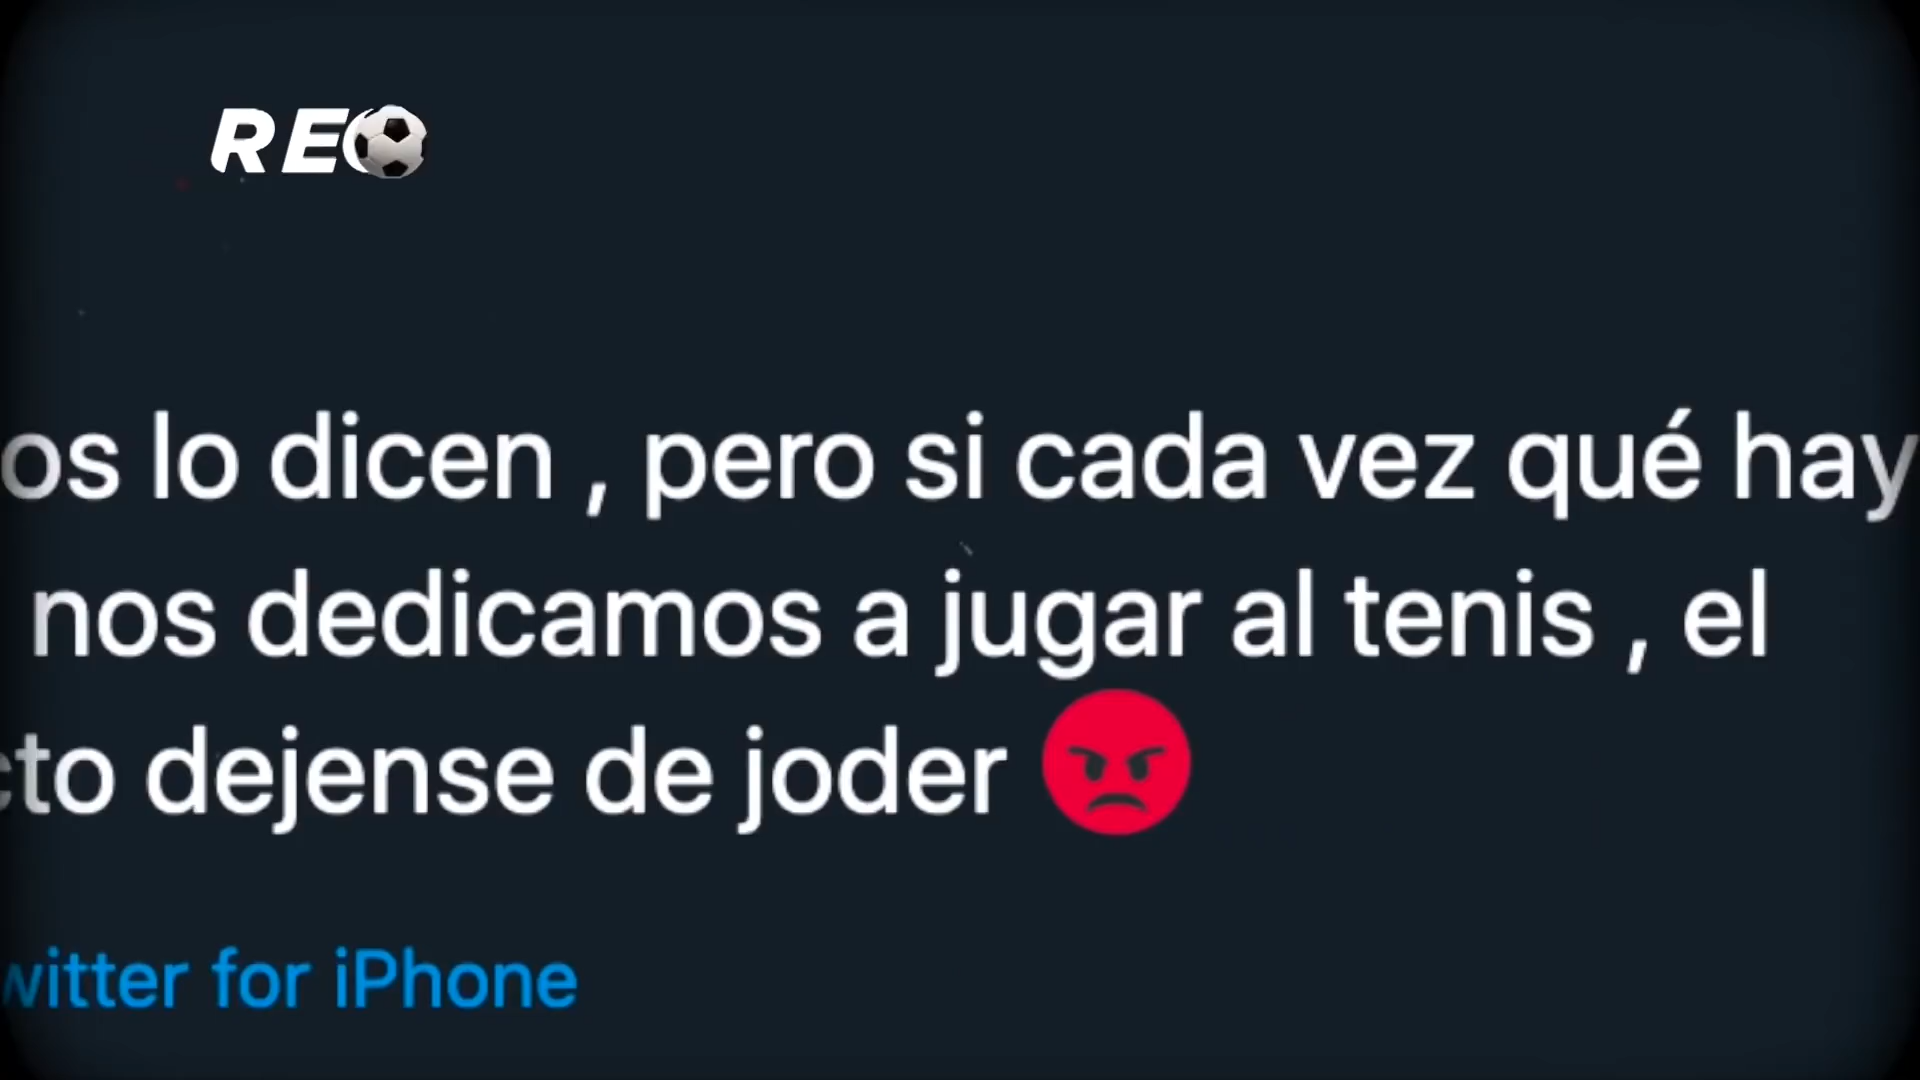 REC
os lo dicen , pero si cada vez qué hay
nos dedicamos a jugar al tenis , el
cto dejense de joder 😡
witter for iPhone